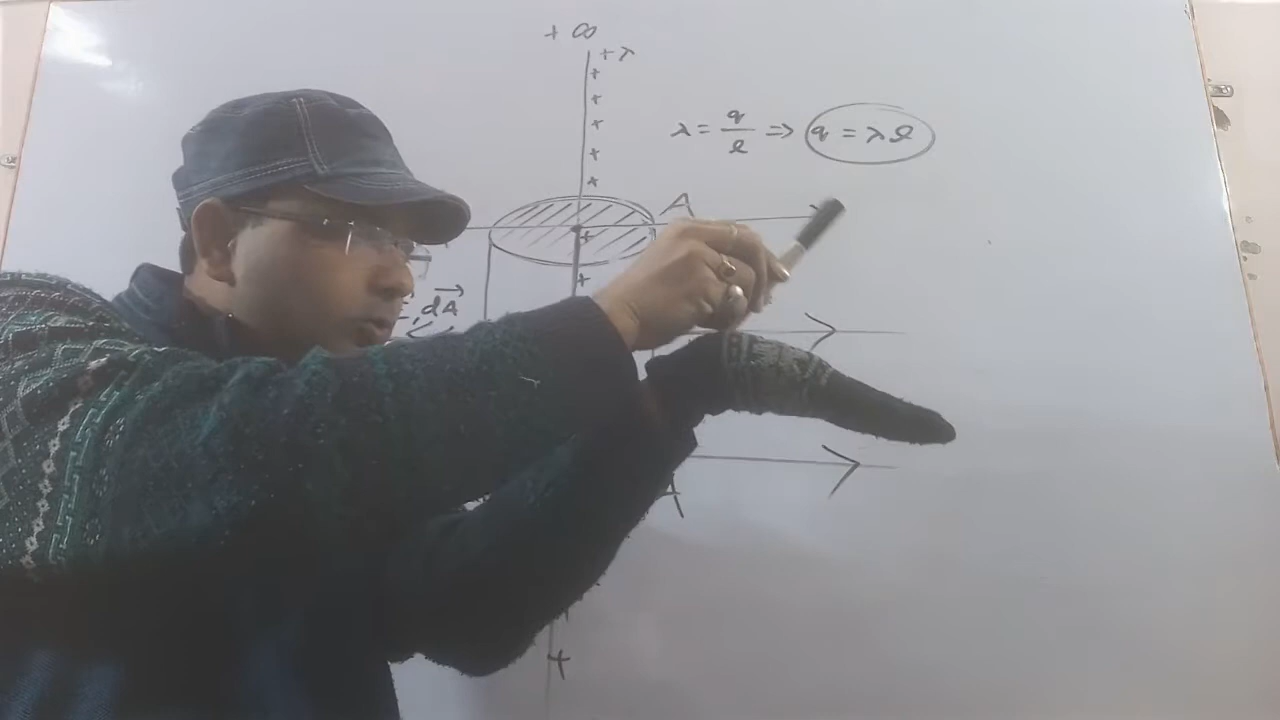 + ∞
+ λ
λ = q/l ⇒ q = λl
A
dA⃗
A